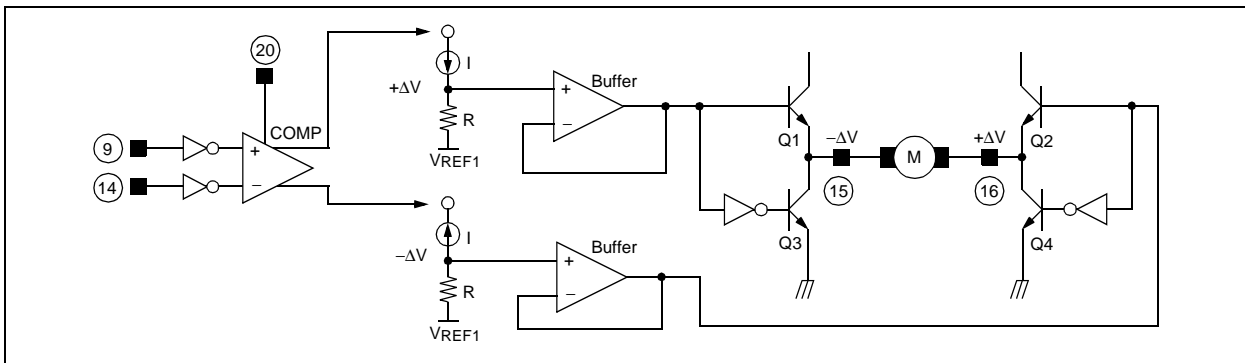 20
I
+ΔV
Buffer
COMP
R
+
−
Q1
−ΔV
+ΔV
Q2
9
+
VREF1
M
14
−
15
16
I
Buffer
Q3
Q4
−ΔV
+
R
−
VREF1